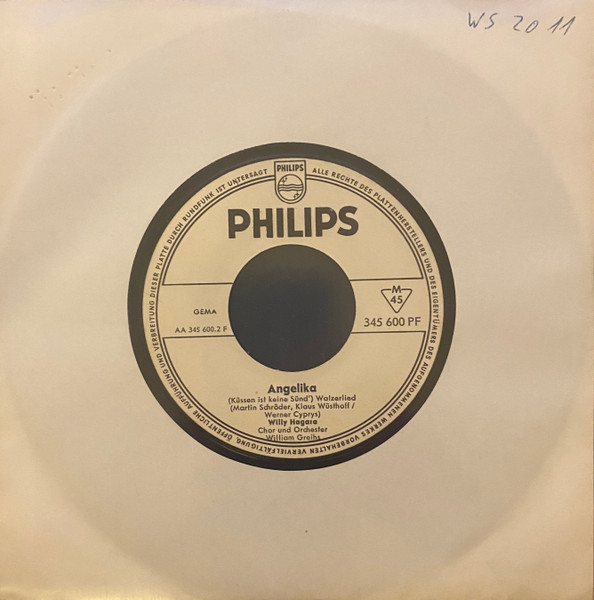 WS 2011
PHILIPS
ALLE RECHTE DES PLATTENHERSTELLERS UND DES EIGENTÜMERS DES AUFGENOMMENEN WERKES VORBEHALTEN VERVIELFÄLTIGUNG, ÖFFENTLICHE AUFFÜHRUNG UND VERBREITUNG DIESER PLATTE DURCH RUNDFUNK IST UNTERSAGT
PHILIPS
GEMA
AA 345 600.2 F
M
45
345 600 PF
Angelika
(Küssen ist keine Sünd') Walzerlied
(Martin Schröder, Klaus Wüsthoff /
Werner Cyprys)
Willy Hagara
Chor und Orchester
William Greihs